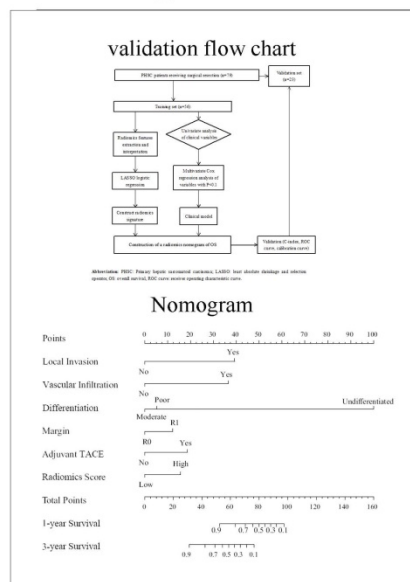 validation flow chart
PHSC patient receiving surgical resection (n=79)
Validation set
(n=23)
Training set (n=56)
Radiomics feature
extraction and
interpretation
Univariate analysis
of clinical variables
LASSO logistic
regression
Multivariate Cox
regression analysis of
variables with P<0.1
Construct radiomics
signature
Clinical model
Construction of a radiomics nomogram of OS
Validation (C index, ROC
curve, calibration curve)
Abbreviation: PHSC: Primary hepatic sarcomatoid carcinoma; LASSO: least absolute shrinkage and selection
operator; OS: overall survival; ROC curve: receiver operating characteristic curve.
Nomogram
Points 0 10 20 30 40 50 60 70 80 90 100
Yes
Local Invasion
No
Yes
Vascular Infiltration
No
Poor Undifferentiated
Differentiation
Moderate
R1
Margin
R0
Yes
Adjuvant TACE
No
High
Radiomics Score
Low
Total Points
0 20 40 60 80 100 120 140 160
1-year Survival
0.9 0.7 0.5 0.3 0.1
3-year Survival
0.9 0.7 0.5 0.3 0.1